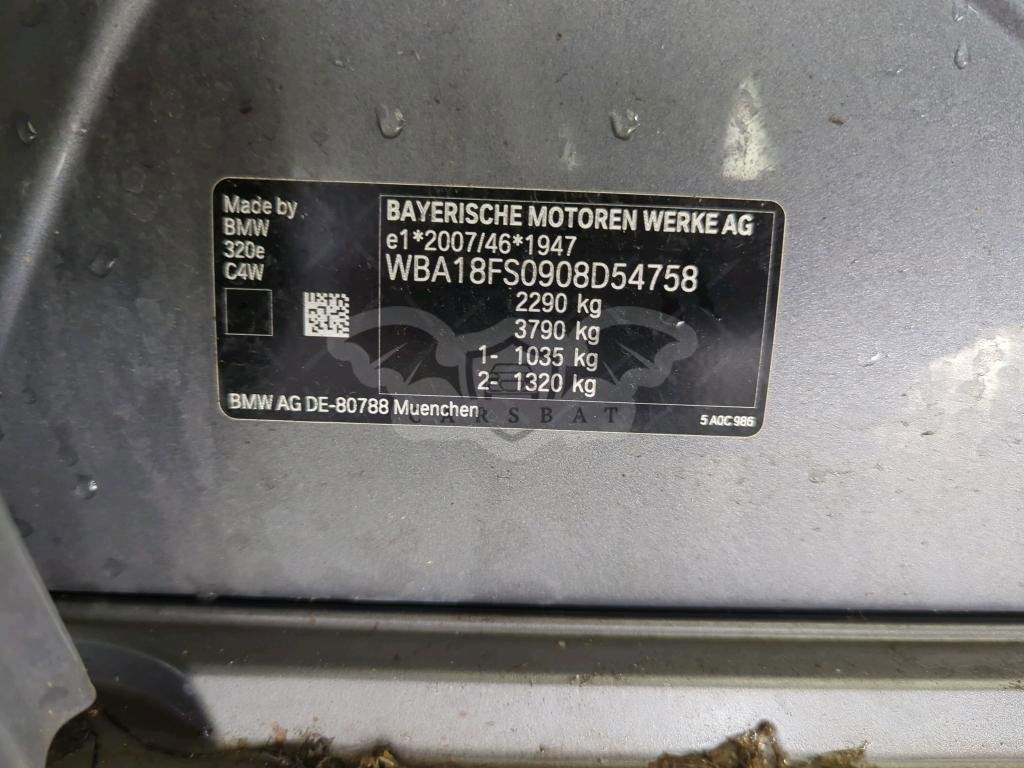 Made by
BMW
320e
C4W
BAYERISCHE MOTOREN WERKE AG
e1*2007/46*1947
WBA18FS0908D54758
2290 kg
3790 kg
1- 1035 kg
2- 1320 kg
BMW AG DE-80788 Muenchen
5 A0C 986
CARSBAT